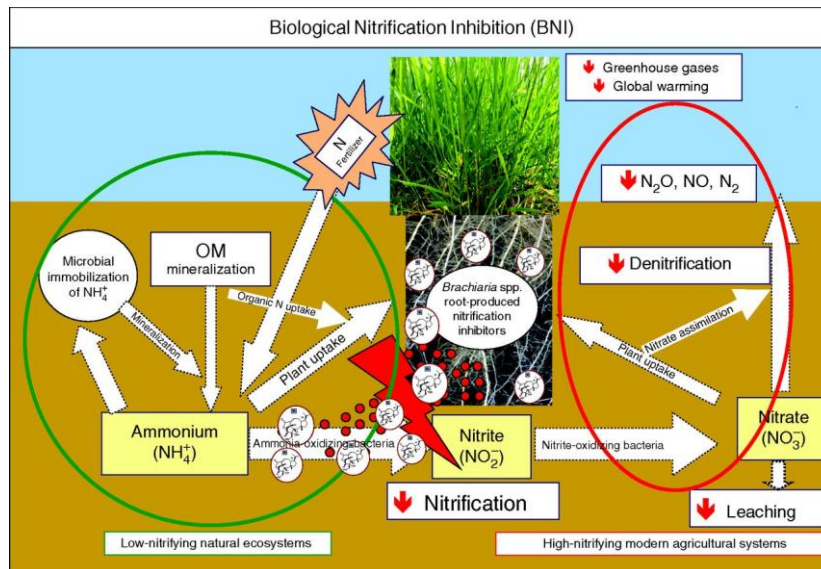 Biological Nitrification Inhibition (BNI)
Greenhouse gases
Global warming
N
Fertilizer
N₂O, NO, N₂
Microbial
immobilization
of NH₄⁺
OM
mineralization
Denitrification
Brachiaria spp.
root-produced
nitrification
inhibitors
Organic N uptake
Mineralization
Plant uptake
Nitrate assimilation
Plant uptake
Ammonium
(NH₄⁺)
Ammonia-oxidizing-bacteria
Nitrite
(NO₂⁻)
Nitrite-oxidizing bacteria
Nitrate
(NO₃⁻)
Nitrification
Leaching
Low-nitrifying natural ecosystems
High-nitrifying modern agricultural systems